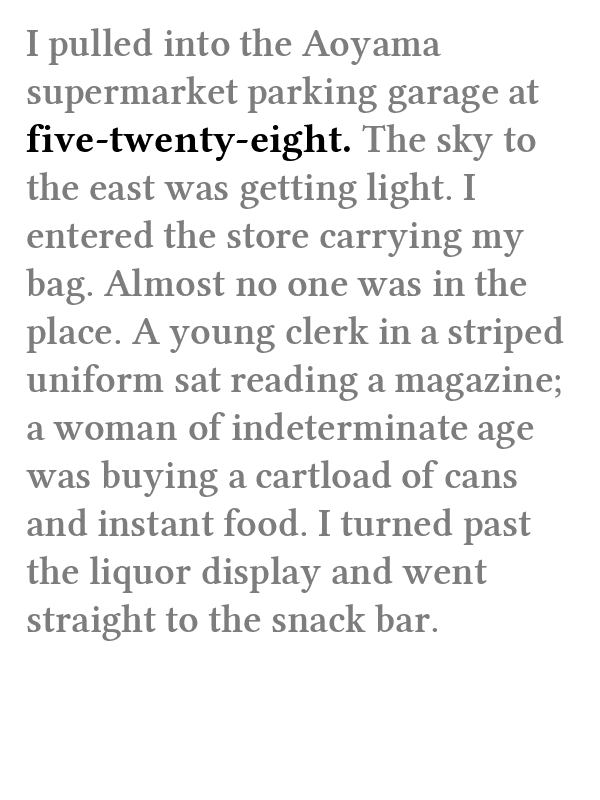 I pulled into the Aoyama
supermarket parking garage at
five-twenty-eight. The sky to
the east was getting light. I
entered the store carrying my
bag. Almost no one was in the
place. A young clerk in a striped
uniform sat reading a magazine;
a woman of indeterminate age
was buying a cartload of cans
and instant food. I turned past
the liquor display and went
straight to the snack bar.